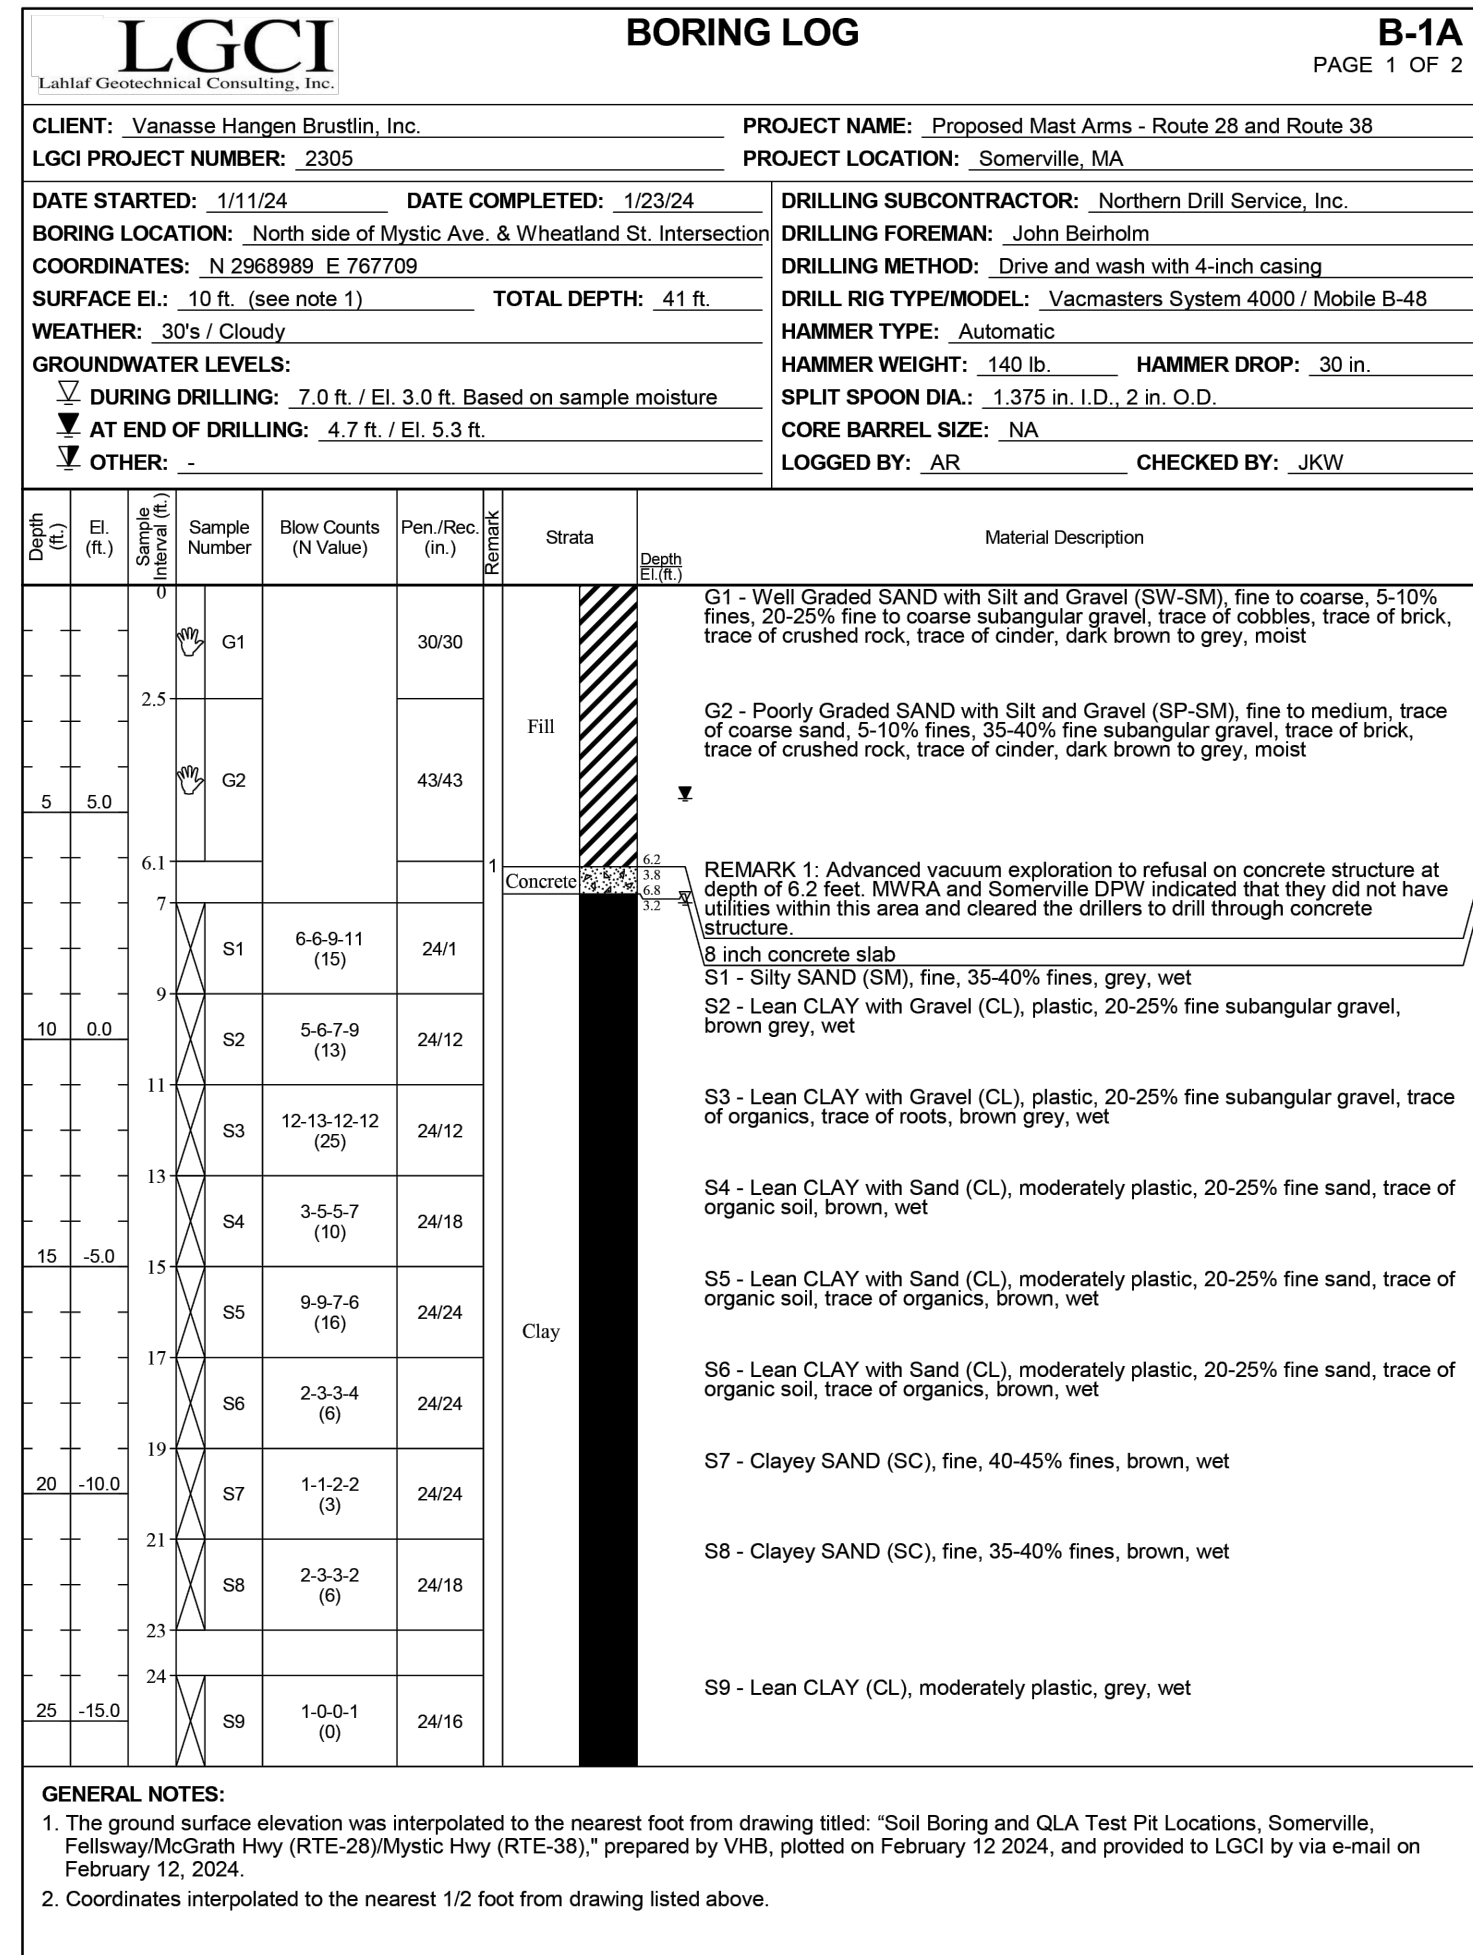 LGCI
Lahlaf Geotechnical Consulting, Inc.
BORING LOG
B-1A
PAGE 1 OF 2
CLIENT: Vanasse Hangen Brustlin, Inc.
PROJECT NAME: Proposed Mast Arms - Route 28 and Route 38
LGCI PROJECT NUMBER: 2305
PROJECT LOCATION: Somerville, MA
DATE STARTED: 1/11/24 DATE COMPLETED: 1/23/24
BORING LOCATION: North side of Mystic Ave. & Wheatland St. Intersection
COORDINATES: N 2968989 E 767709
SURFACE El.: 10 ft. (see note 1) TOTAL DEPTH: 41 ft.
WEATHER: 30's / Cloudy
GROUNDWATER LEVELS:
DURING DRILLING: 7.0 ft. / El. 3.0 ft. Based on sample moisture
AT END OF DRILLING: 4.7 ft. / El. 5.3 ft.
OTHER: -
DRILLING SUBCONTRACTOR: Northern Drill Service, Inc.
DRILLING FOREMAN: John Beirholm
DRILLING METHOD: Drive and wash with 4-inch casing
DRILL RIG TYPE/MODEL: Vacmasters System 4000 / Mobile B-48
HAMMER TYPE: Automatic
HAMMER WEIGHT: 140 lb. HAMMER DROP: 30 in.
SPLIT SPOON DIA.: 1.375 in. I.D., 2 in. O.D.
CORE BARREL SIZE: NA
LOGGED BY: AR CHECKED BY: JKW
Depth
(ft.)
El.
(ft.)
Sample
Interval (ft.)
Sample
Number
Blow Counts
(N Value)
Pen./Rec.
(in.)
Remark
Strata
Depth
El.(ft.)
Material Description
0
G1
30/30
G1 - Well Graded SAND with Silt and Gravel (SW-SM), fine to coarse, 5-10%
fines, 20-25% fine to coarse subangular gravel, trace of cobbles, trace of brick,
trace of crushed rock, trace of cinder, dark brown to grey, moist
2.5
Fill
G2
43/43
G2 - Poorly Graded SAND with Silt and Gravel (SP-SM), fine to medium, trace
of coarse sand, 5-10% fines, 35-40% fine subangular gravel, trace of brick,
trace of crushed rock, trace of cinder, dark brown to grey, moist
5 5.0
6.1
1
6.2
3.8
Concrete
6.8
3.2
REMARK 1: Advanced vacuum exploration to refusal on concrete structure at
depth of 6.2 feet. MWRA and Somerville DPW indicated that they did not have
utilities within this area and cleared the drillers to drill through concrete
structure.
8 inch concrete slab
7
S1
6-6-9-11
(15)
24/1
S1 - Silty SAND (SM), fine, 35-40% fines, grey, wet
9
10 0.0
S2
5-6-7-9
(13)
24/12
S2 - Lean CLAY with Gravel (CL), plastic, 20-25% fine subangular gravel,
brown grey, wet
11
S3
12-13-12-12
(25)
24/12
S3 - Lean CLAY with Gravel (CL), plastic, 20-25% fine subangular gravel, trace
of organics, trace of roots, brown grey, wet
13
S4
3-5-5-7
(10)
24/18
S4 - Lean CLAY with Sand (CL), moderately plastic, 20-25% fine sand, trace of
organic soil, brown, wet
15 -5.0
15
S5
9-9-7-6
(16)
24/24
Clay
S5 - Lean CLAY with Sand (CL), moderately plastic, 20-25% fine sand, trace of
organic soil, trace of organics, brown, wet
17
S6
2-3-3-4
(6)
24/24
S6 - Lean CLAY with Sand (CL), moderately plastic, 20-25% fine sand, trace of
organic soil, trace of organics, brown, wet
19
20 -10.0
S7
1-1-2-2
(3)
24/24
S7 - Clayey SAND (SC), fine, 40-45% fines, brown, wet
21
S8
2-3-3-2
(6)
24/18
S8 - Clayey SAND (SC), fine, 35-40% fines, brown, wet
23
24
25 -15.0
S9
1-0-0-1
(0)
24/16
S9 - Lean CLAY (CL), moderately plastic, grey, wet
GENERAL NOTES:
1. The ground surface elevation was interpolated to the nearest foot from drawing titled: “Soil Boring and QLA Test Pit Locations, Somerville,
Fellsway/McGrath Hwy (RTE-28)/Mystic Hwy (RTE-38)," prepared by VHB, plotted on February 12 2024, and provided to LGCI by via e-mail on
February 12, 2024.
2. Coordinates interpolated to the nearest 1/2 foot from drawing listed above.